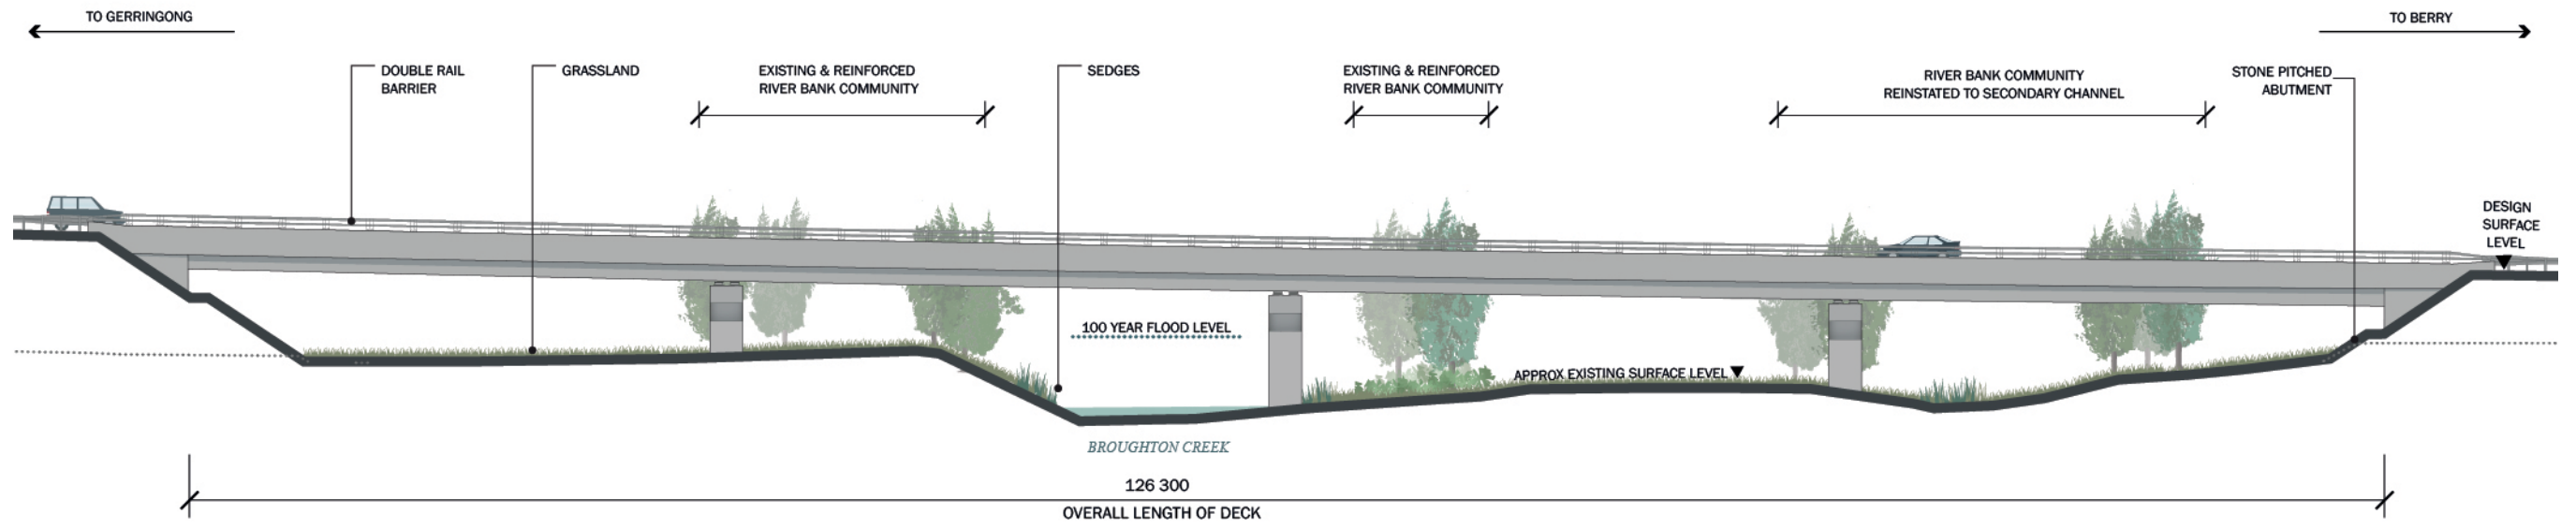 TO GERRINGONG
TO BERRY
DOUBLE RAIL
BARRIER
GRASSLAND
EXISTING & REINFORCED
RIVER BANK COMMUNITY
SEDGES
EXISTING & REINFORCED
RIVER BANK COMMUNITY
RIVER BANK COMMUNITY
REINSTATED TO SECONDARY CHANNEL
STONE PITCHED
ABUTMENT
DESIGN
SURFACE
LEVEL
100 YEAR FLOOD LEVEL
APPROX EXISTING SURFACE LEVEL
BROUGHTON CREEK
126 300
OVERALL LENGTH OF DECK